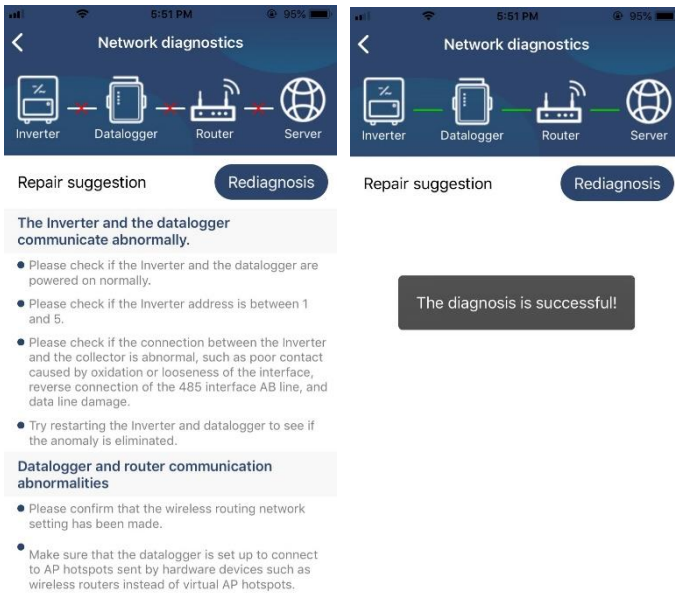 5:51 PM 95%
Network diagnostics
Inverter Datalogger Router Server
Repair suggestion Rediagnosis
The Inverter and the datalogger
communicate abnormally.
Please check if the Inverter and the datalogger are
powered on normally.
Please check if the Inverter address is between 1
and 5.
Please check if the connection between the Inverter
and the collector is abnormal, such as poor contact
caused by oxidation or looseness of the interface,
reverse connection of the 485 interface AB line, and
data line damage.
Try restarting the Inverter and datalogger to see if
the anomaly is eliminated.
Datalogger and router communication
abnormalities
Please confirm that the wireless routing network
setting has been made.
Make sure that the datalogger is set up to connect
to AP hotspots sent by hardware devices such as
wireless routers instead of virtual AP hotspots.
5:51 PM 95%
Network diagnostics
Inverter Datalogger Router Server
Repair suggestion Rediagnosis
The diagnosis is successful!